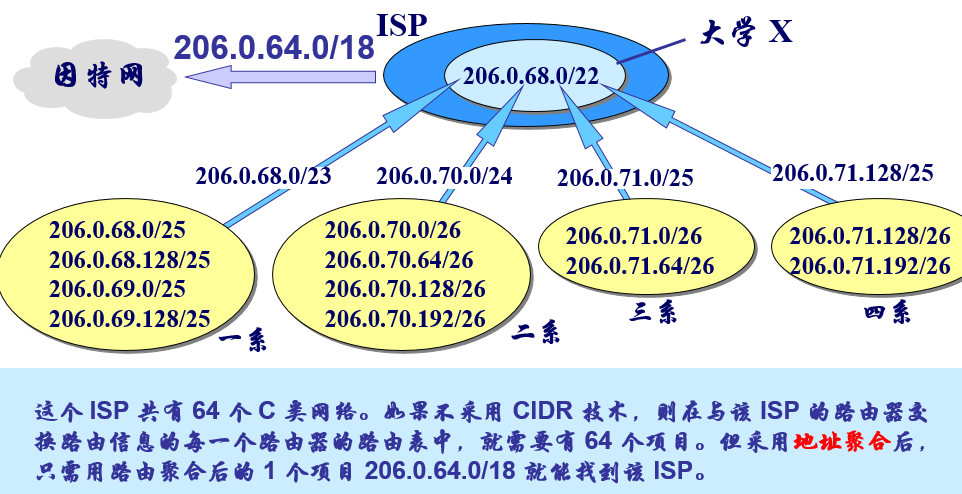 ISP
大学 X
206.0.64.0/18
因特网
206.0.68.0/22
206.0.68.0/23
206.0.70.0/24
206.0.71.0/25
206.0.71.128/25
206.0.68.0/25
206.0.68.128/25
206.0.69.0/25
206.0.69.128/25
一系
206.0.70.0/26
206.0.70.64/26
206.0.70.128/26
206.0.70.192/26
二系
206.0.71.0/26
206.0.71.64/26
三系
206.0.71.128/26
206.0.71.192/26
四系
这个 ISP 共有 64 个 C 类网络。如果不采用 CIDR 技术，则在与该 ISP 的路由器交
换路由信息的每一个路由器的路由表中，就需要有 64 个项目。但采用地址聚合后，
只需用路由聚合后的 1 个项目 206.0.64.0/18 就能找到该 ISP。